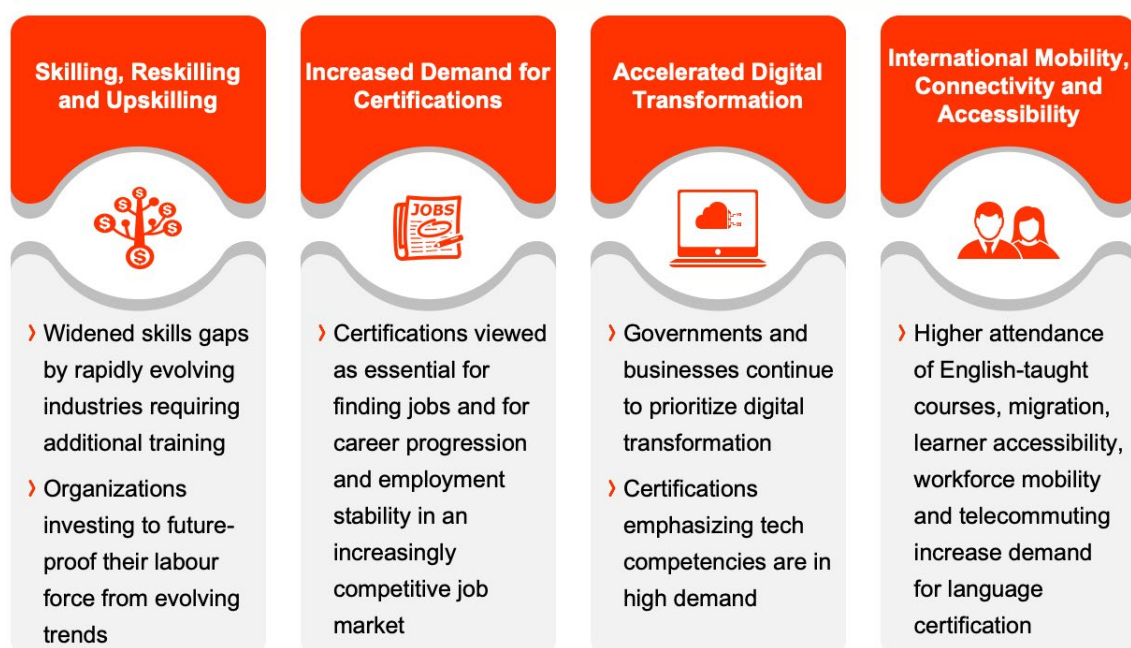 Skilling, Reskilling
and Upskilling
Widened skills gaps
by rapidly evolving
industries requiring
additional training
Organizations
investing to future-
proof their labour
force from evolving
trends
Increased Demand for
Certifications
JOBS
Certifications viewed
as essential for
finding jobs and for
career progression
and employment
stability in an
increasingly
competitive job
market
Accelerated Digital
Transformation
Governments and
businesses continue
to prioritize digital
transformation
Certifications
emphasizing tech
competencies are in
high demand
International Mobility,
Connectivity and
Accessibility
Higher attendance
of English-taught
courses, migration,
learner accessibility,
workforce mobility
and telecommuting
increase demand
for language
certification